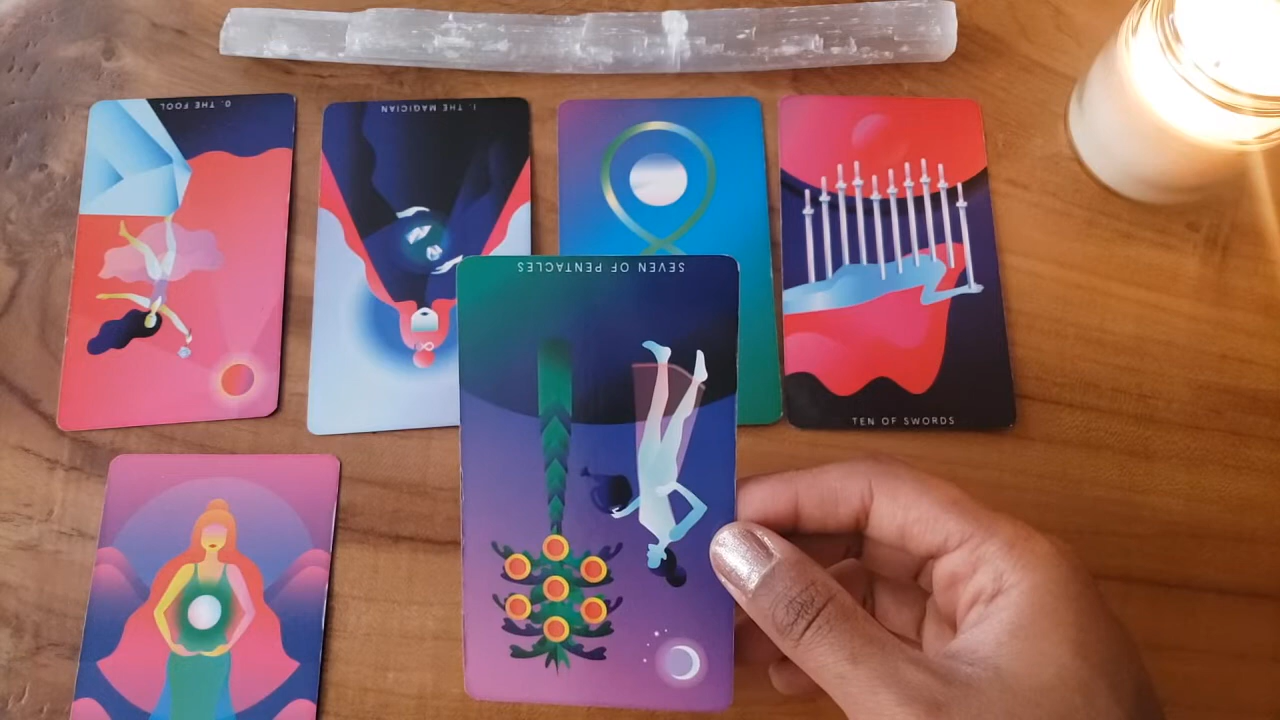 0. THE FOOL
I. THE MAGICIAN
SEVEN OF PENTACLES
TEN OF SWORDS